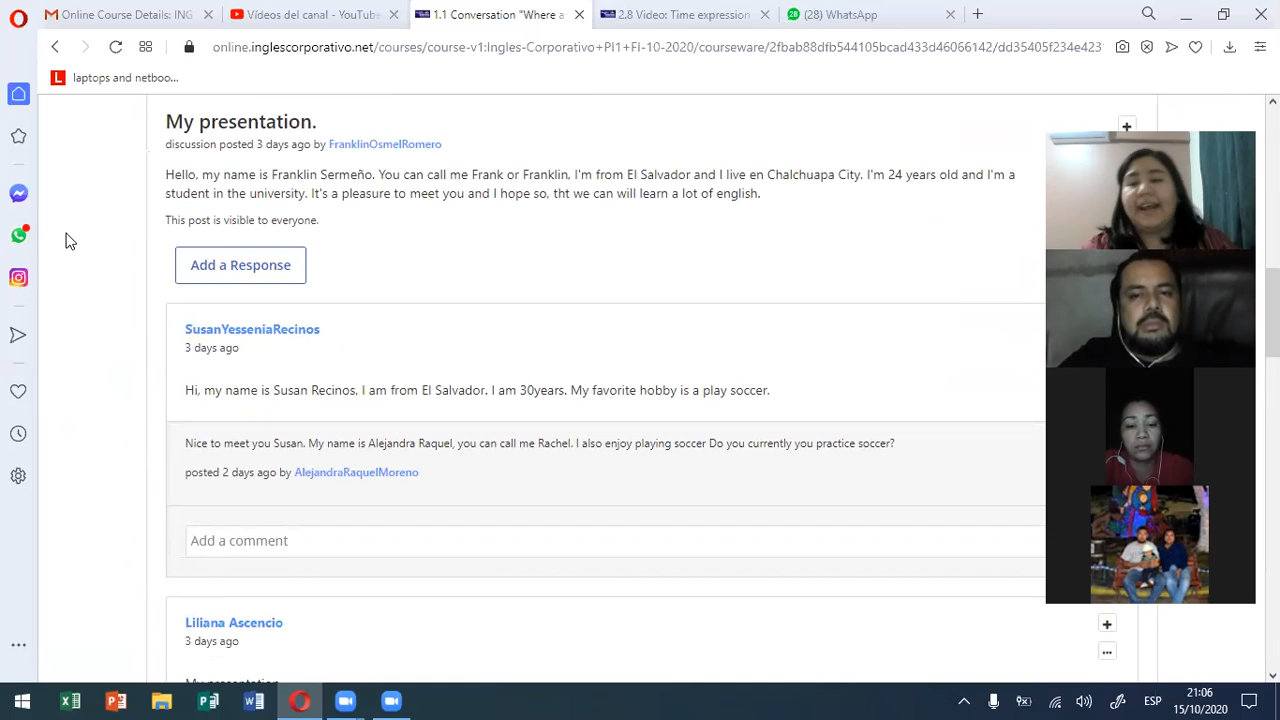 Online Course Details: ING
Vídeos del canal - YouTube
1.1 Conversation "Where a
2.8 Video: Time expression
(28) WhatsApp
online.inglescorporativo.net/courses/course-v1:Ingles-Corporativo+PI1+FI-10-2020/courseware/2fbab88dfb544105bcad433d46066142/dd35405f234e423
L laptops and netboo...
My presentation.
discussion posted 3 days ago by FranklinOsmelRomero
Hello, my name is Franklin Sermeño. You can call me Frank or Franklin, I'm from El Salvador and I live en Chalchuapa City. I'm 24 years old and I'm a
student in the university. It's a pleasure to meet you and I hope so, tht we can will learn a lot of english.
This post is visible to everyone.
Add a Response
SusanYesseniaRecinos
3 days ago
Hi, my name is Susan Recinos. I am from El Salvador. I am 30years. My favorite hobby is a play soccer.
Nice to meet you Susan. My name is Alejandra Raquel, you can call me Rachel. I also enjoy playing soccer Do you currently you practice soccer?
posted 2 days ago by AlejandraRaquelMoreno
Add a comment
Liliana Ascencio
3 days ago
My presentation
ESP
21:06
15/10/2020